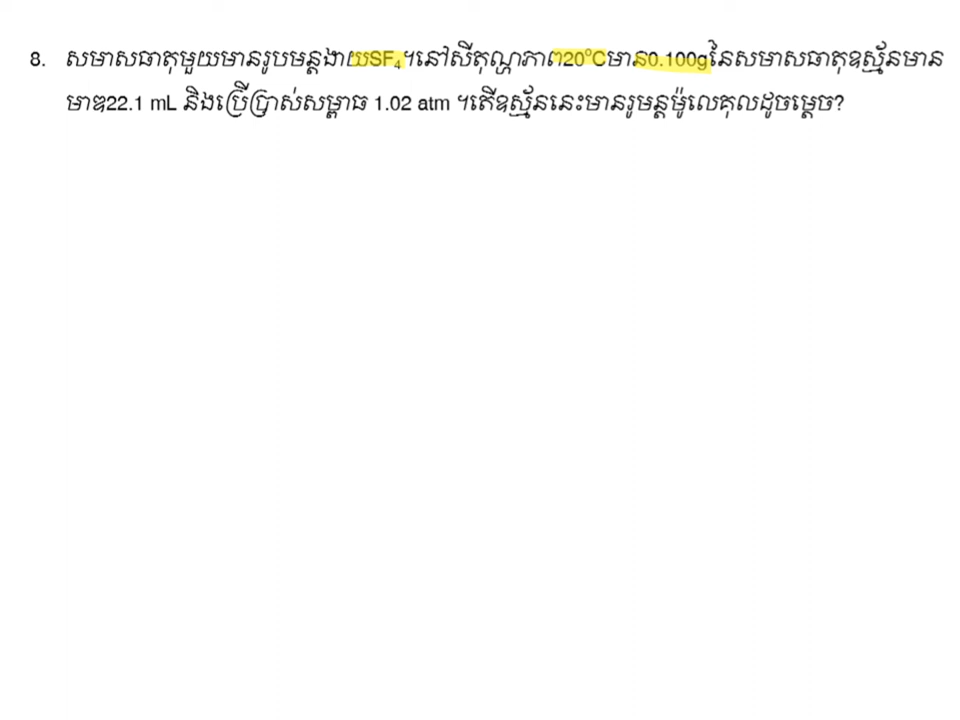 8. សមាសធាតុមួយមានរូបមន្តងាយSF₄។នៅសីតុណ្ហភាព20°Cមាន0.100gនៃសមាសធាតុឧស្ម័នមាន
មាឌ22.1 mL និងប្រើប្រាស់សម្ពាធ 1.02 atm ។តើឧស្ម័ននេះមានរូមន្តម៉ូលេគុលដូចម្តេច?